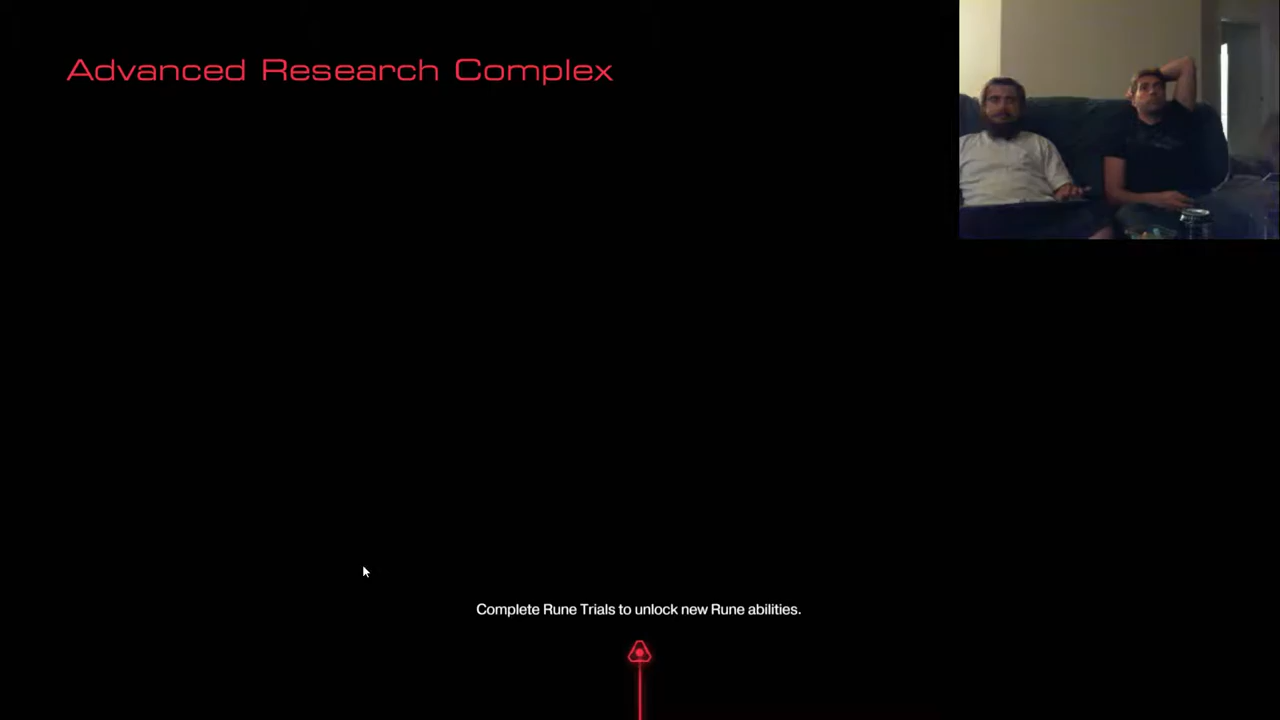 Advanced Research Complex
Complete Rune Trials to unlock new Rune abilities.